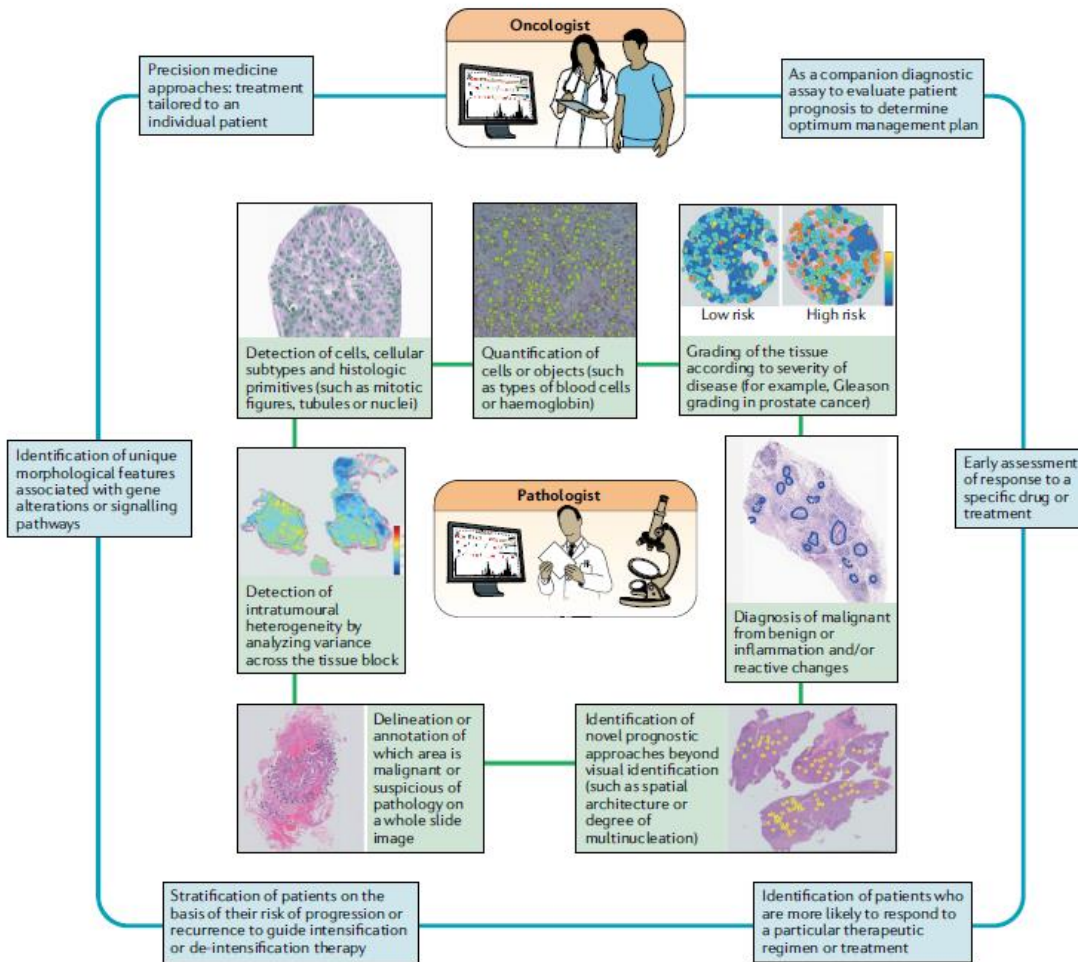 Oncologist
Precision medicine
approaches: treatment
tailored to an
individual patient
As a companion diagnostic
assay to evaluate patient
prognosis to determine
optimum management plan
Low risk
High risk
Detection of cells, cellular
subtypes and histologic
primitives (such as mitotic
figures, tubules or nuclei)
Quantification of
cells or objects (such
as types of blood cells
or haemoglobin)
Grading of the tissue
according to severity of
disease (for example, Gleason
grading in prostate cancer)
Identification of unique
morphological features
associated with gene
alterations or signalling
pathways
Pathologist
Early assessment
of response to a
specific drug or
treatment
Detection of
intratumoural
heterogeneity by
analyzing variance
across the tissue block
Diagnosis of malignant
from benign or
inflammation and/or
reactive changes
Delineation or
annotation of
which area is
malignant or
suspicious of
pathology on
a whole slide
image
Identification of
novel prognostic
approaches beyond
visual identification
(such as spatial
architecture or
degree of
multinucleation)
Stratification of patients on the
basis of their risk of progression or
recurrence to guide intensification
or de-intensification therapy
Identification of patients who
are more likely to respond to
a particular therapeutic
regimen or treatment